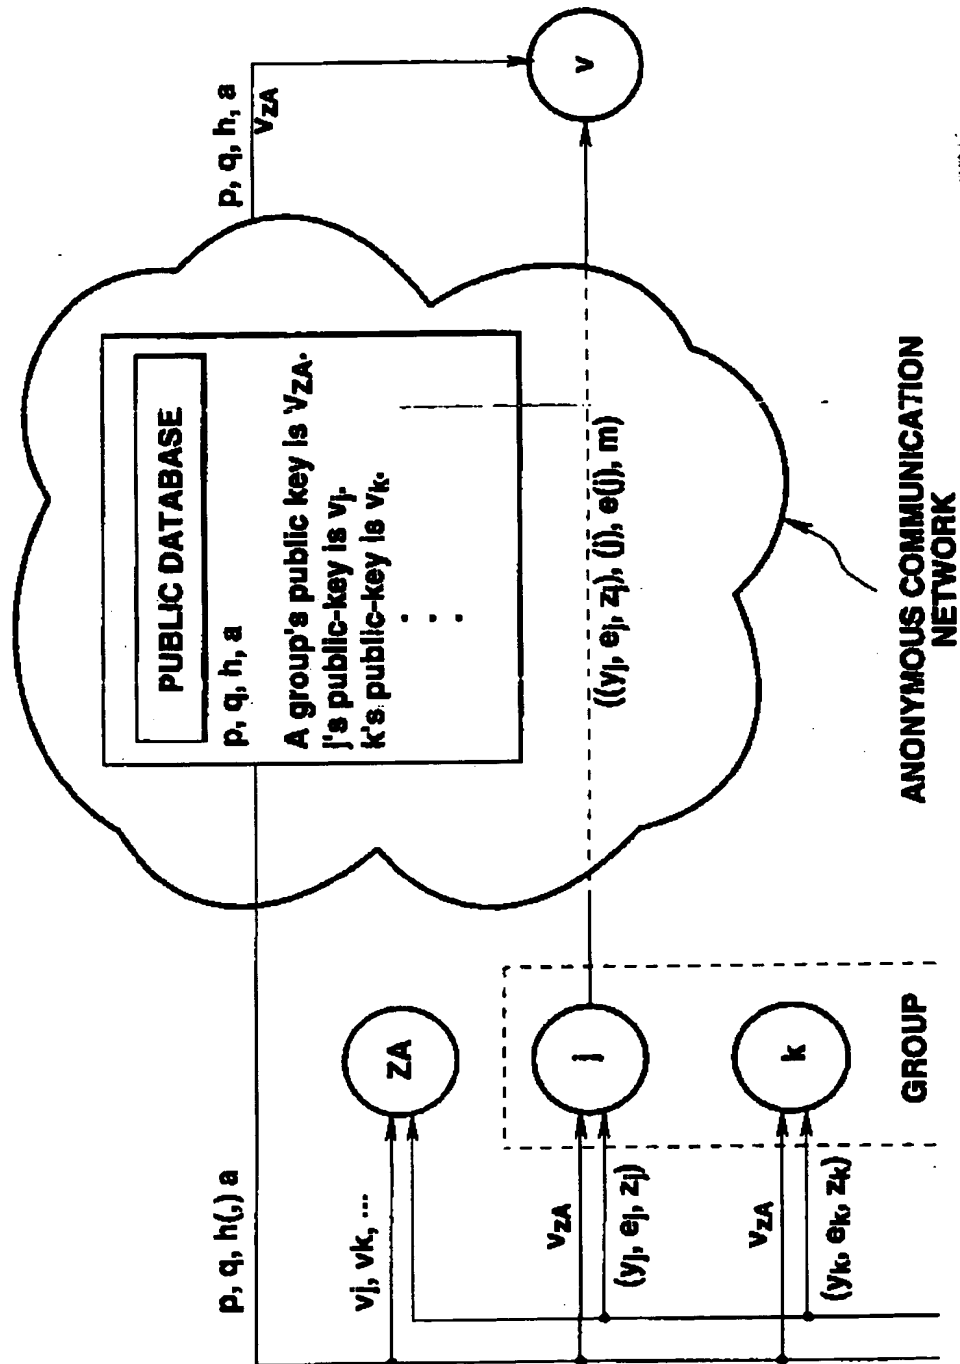 p, q, h(,) a
p, q, h, a
VZA
PUBLIC DATABASE
p, q, h, a
A group's public key is VZA.
j's public-key is vj.
k's public-key is vk.
. . .
vj, vk, ...
ZA
VZA
(yj, ej, zj)
j
((yj, ej, zj), (j), e(j), m)
v
VZA
(yk, ek, zk)
k
GROUP
ANONYMOUS COMMUNICATION
NETWORK